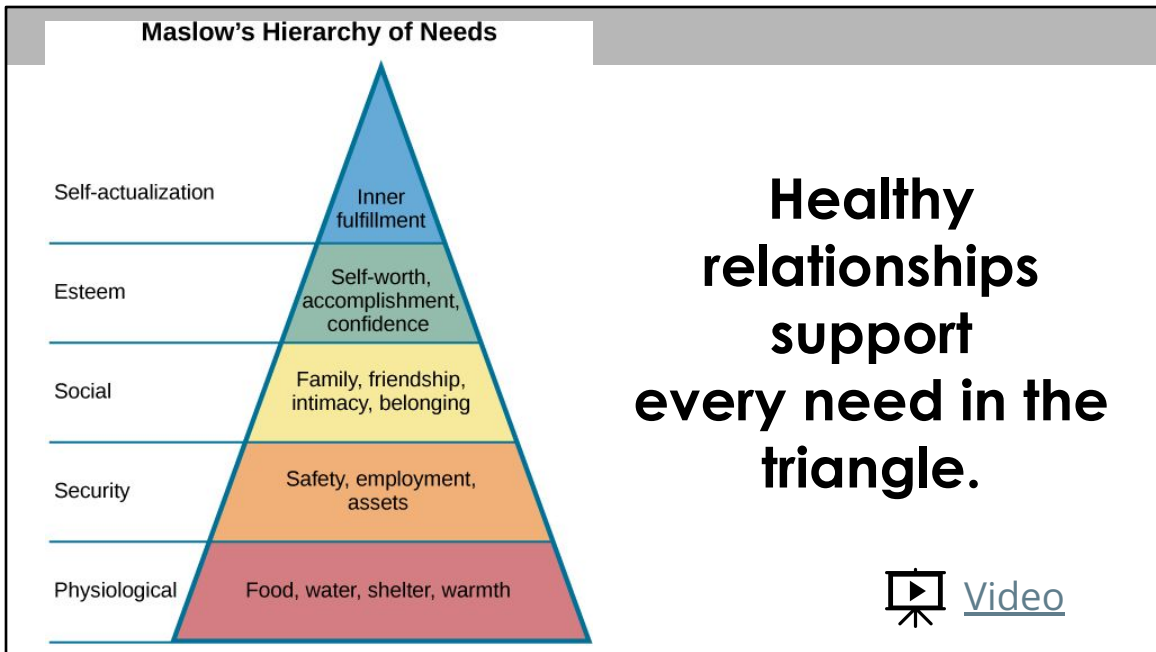 Maslow's Hierarchy of Needs
Self-actualization
Inner
fulfillment
Esteem
Self-worth,
accomplishment,
confidence
Social
Family, friendship,
intimacy, belonging
Security
Safety, employment,
assets
Physiological
Food, water, shelter, warmth
Healthy
relationships
support
every need in the
triangle.
Video